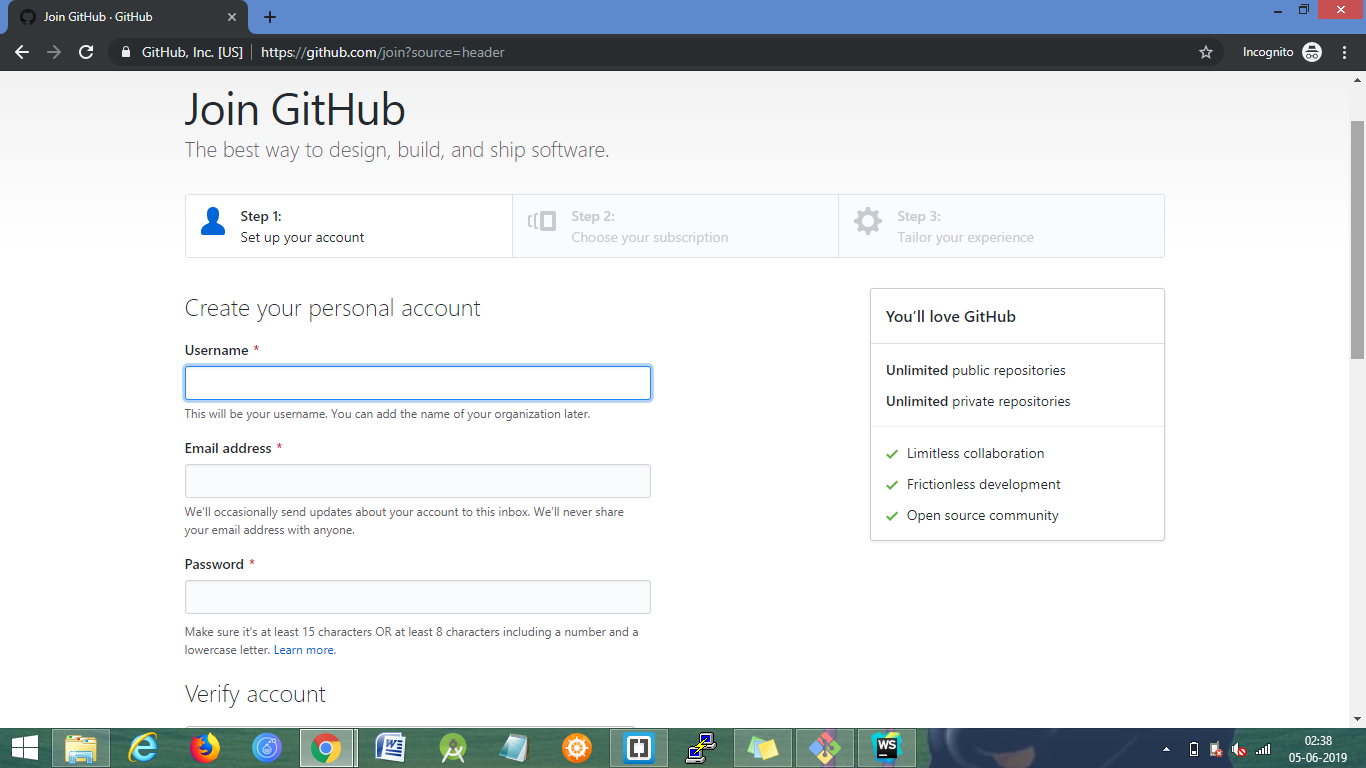 Join GitHub · GitHub
GitHub, Inc. [US] https://github.com/join?source=header
Incognito
Join GitHub
The best way to design, build, and ship software.
Step 1:
Set up your account
Step 2:
Choose your subscription
Step 3:
Tailor your experience
Create your personal account
Username *
This will be your username. You can add the name of your organization later.
Email address *
We’ll occasionally send updates about your account to this inbox. We’ll never share
your email address with anyone.
Password *
Make sure it's at least 15 characters OR at least 8 characters including a number and a
lowercase letter. Learn more.
Verify account
You’ll love GitHub
Unlimited public repositories
Unlimited private repositories
Limitless collaboration
Frictionless development
Open source community
WS
02:38
05-06-2019